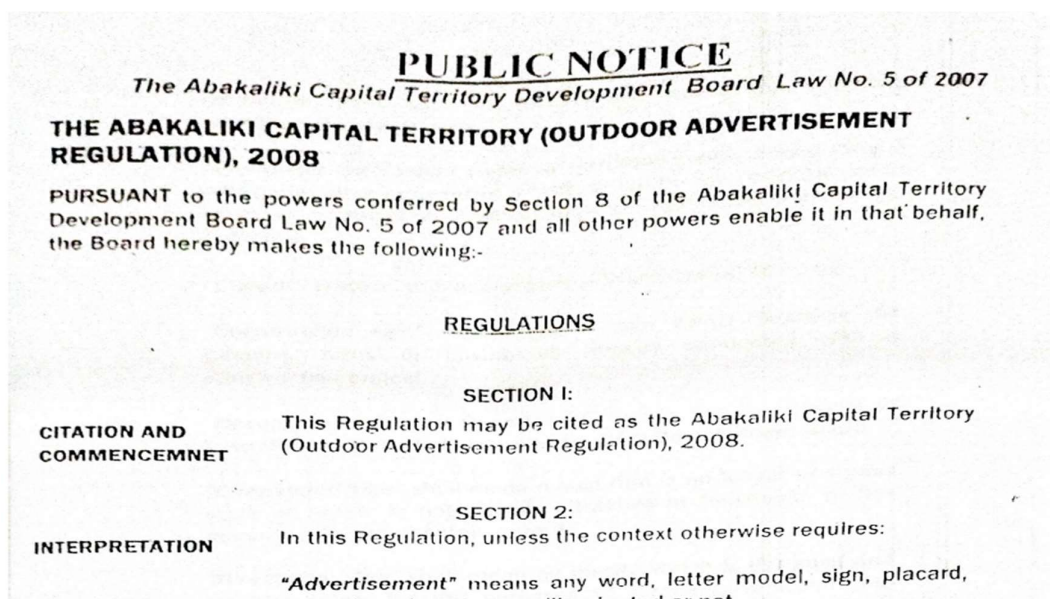 PUBLIC NOTICE
The Abakaliki Capital Territory Development Board Law No. 5 of 2007
THE ABAKALIKI CAPITAL TERRITORY (OUTDOOR ADVERTISEMENT
REGULATION), 2008
PURSUANT to the powers conferred by Section 8 of the Abakaliki Capital Territory
Development Board Law No. 5 of 2007 and all other powers enable it in that behalf,
the Board hereby makes the following:-
REGULATIONS
SECTION I:
CITATION AND
COMMENCEMNET
This Regulation may be cited as the Abakaliki Capital Territory
(Outdoor Advertisement Regulation), 2008.
SECTION 2:
INTERPRETATION
In this Regulation, unless the context otherwise requires:
“Advertisement” means any word, letter model, sign, placard,